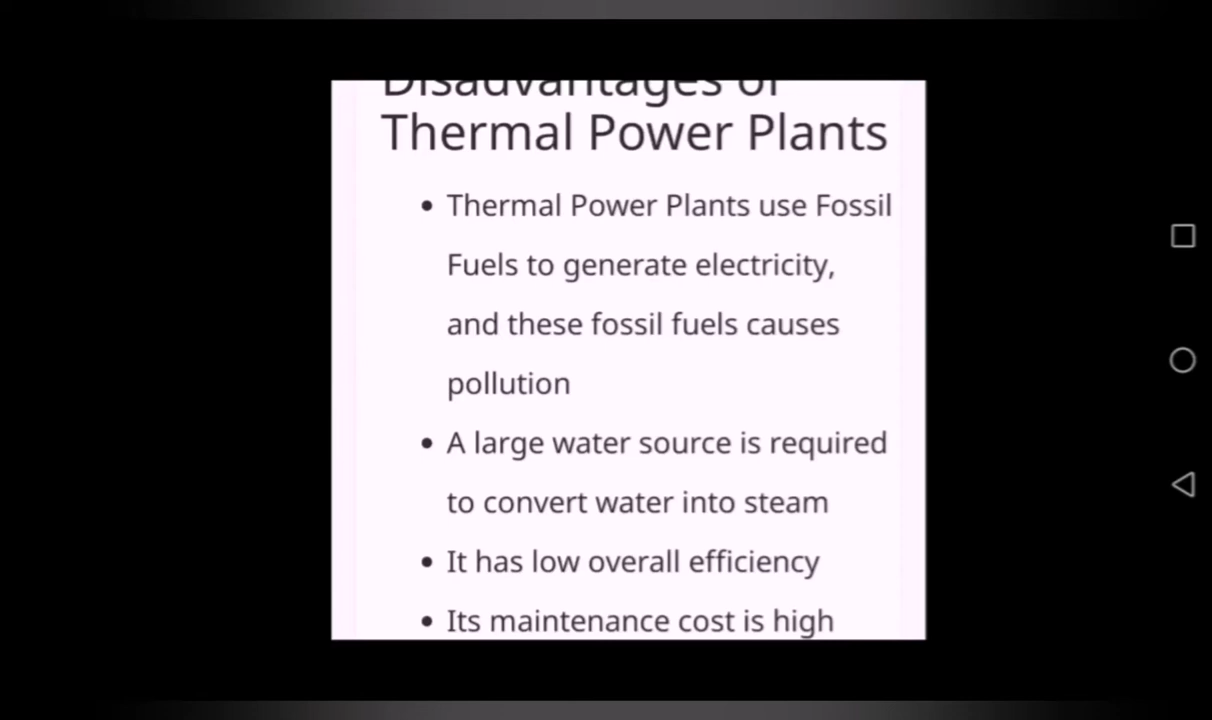 Disadvantages of
Thermal Power Plants
• Thermal Power Plants use Fossil
Fuels to generate electricity,
and these fossil fuels causes
pollution
• A large water source is required
to convert water into steam
• It has low overall efficiency
• Its maintenance cost is high